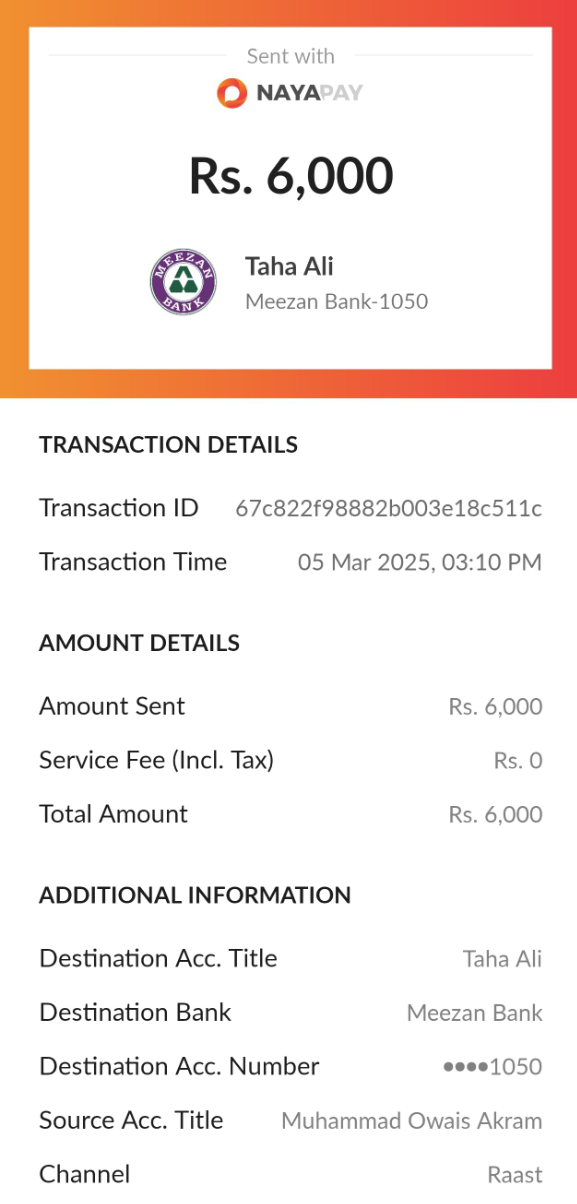 Sent with
NAYAPAY
Rs. 6,000
MEEZAN BANK
Taha Ali
Meezan Bank-1050
TRANSACTION DETAILS
Transaction ID 67c822f98882b003e18c511c
Transaction Time 05 Mar 2025, 03:10 PM
AMOUNT DETAILS
Amount Sent Rs. 6,000
Service Fee (Incl. Tax) Rs. 0
Total Amount Rs. 6,000
ADDITIONAL INFORMATION
Destination Acc. Title Taha Ali
Destination Bank Meezan Bank
Destination Acc. Number ••••1050
Source Acc. Title Muhammad Owais Akram
Channel Raast